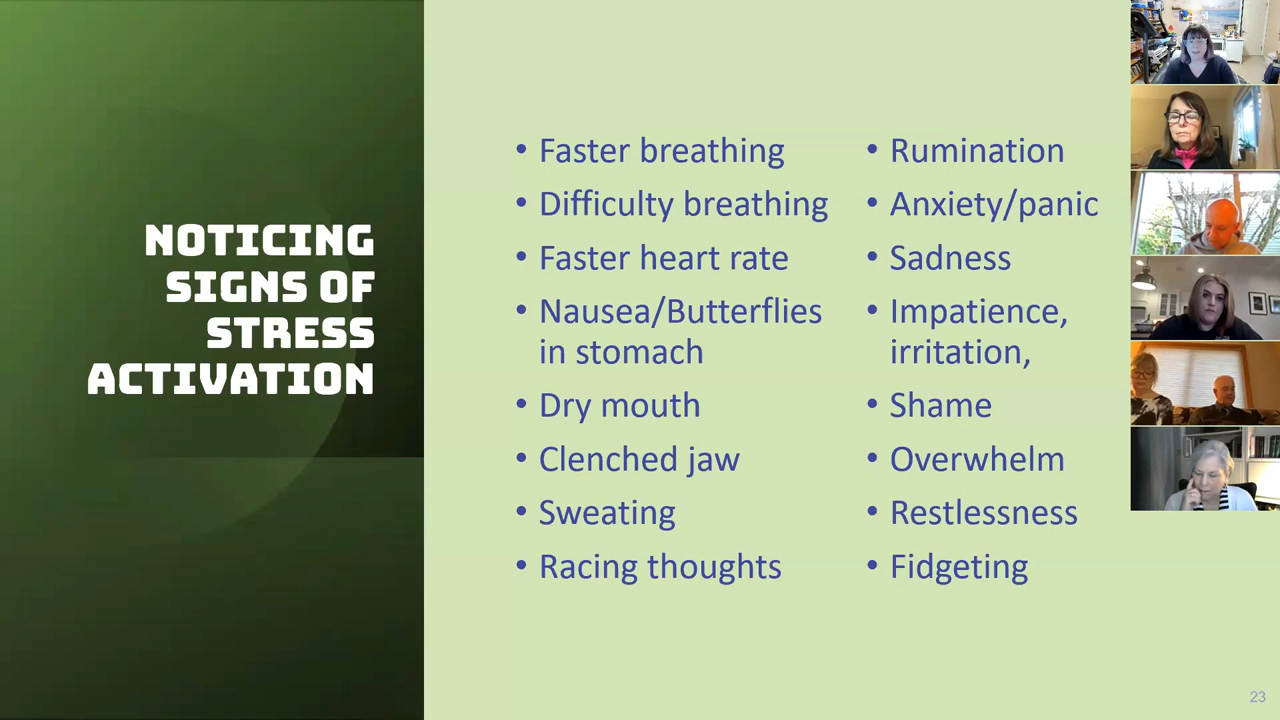 NOTICING
SIGNS OF
STRESS
ACTIVATION
• Faster breathing
• Difficulty breathing
• Faster heart rate
• Nausea/Butterflies
in stomach
• Dry mouth
• Clenched jaw
• Sweating
• Racing thoughts
• Rumination
• Anxiety/panic
• Sadness
• Impatience,
irritation,
• Shame
• Overwhelm
• Restlessness
• Fidgeting
23